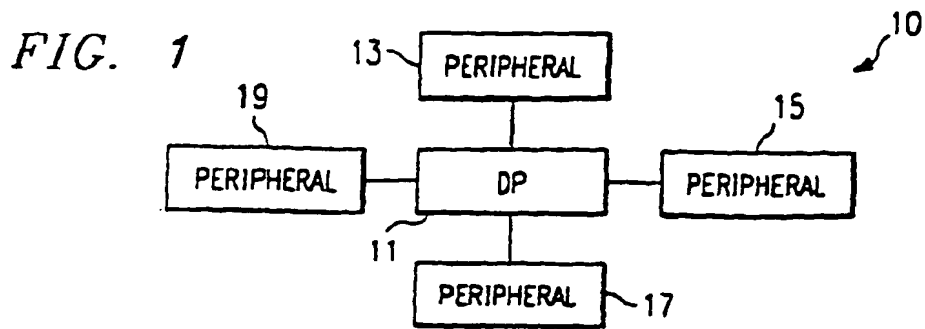 FIG. 1
10
13
PERIPHERAL
19
15
PERIPHERAL
DP
PERIPHERAL
11
PERIPHERAL
17